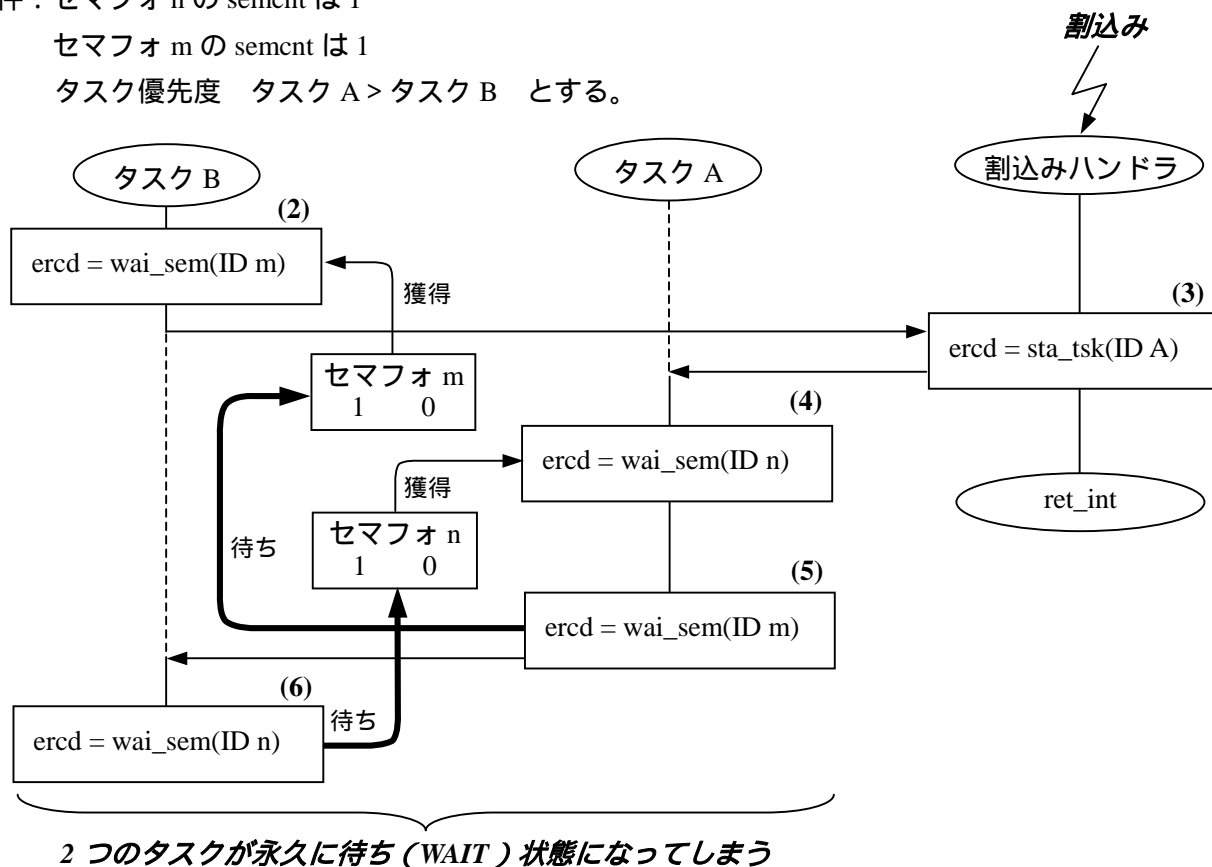 件：セマフォ n の semcnt は 1
セマフォ m の semcnt は 1
タスク優先度　タスク A > タスク B　とする。
割込み
タスク B
タスク A
割込みハンドラ
(2)
ercd = wai_sem(ID m)
獲得
(3)
ercd = sta_tsk(ID A)
セマフォ m
1 0
(4)
ercd = wai_sem(ID n)
獲得
ret_int
セマフォ n
1 0
待ち
(5)
ercd = wai_sem(ID m)
(6)
ercd = wai_sem(ID n)
待ち
2 つのタスクが永久に待ち（WAIT）状態になってしまう